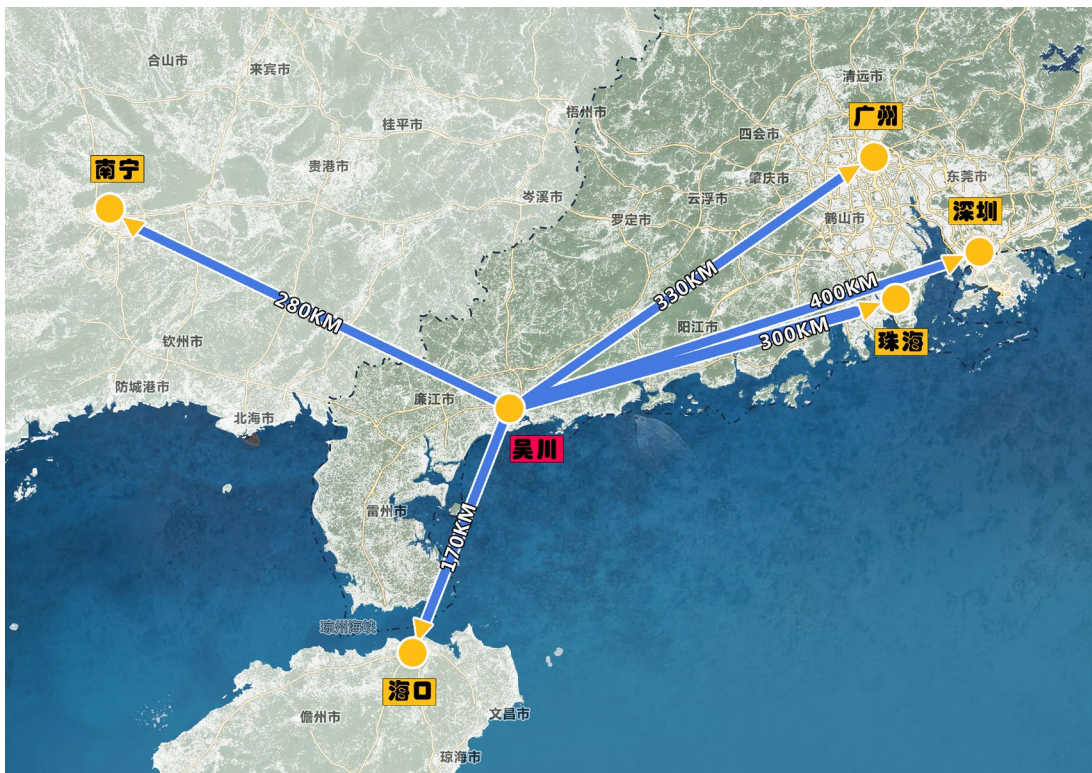 合山市
来宾市
清远市
梧州市
广州
桂平市
四会市
南宁
贵港市
肇庆市
东莞市
岑溪市
云浮市
罗定市
鹤山市
深圳
330KM
400KM
280KM
阳江市
300KM
钦州市
珠海
防城港市
廉江市
北海市
吴川
雷州市
170KM
琼州海峡
海口
儋州市
文昌市
琼海市